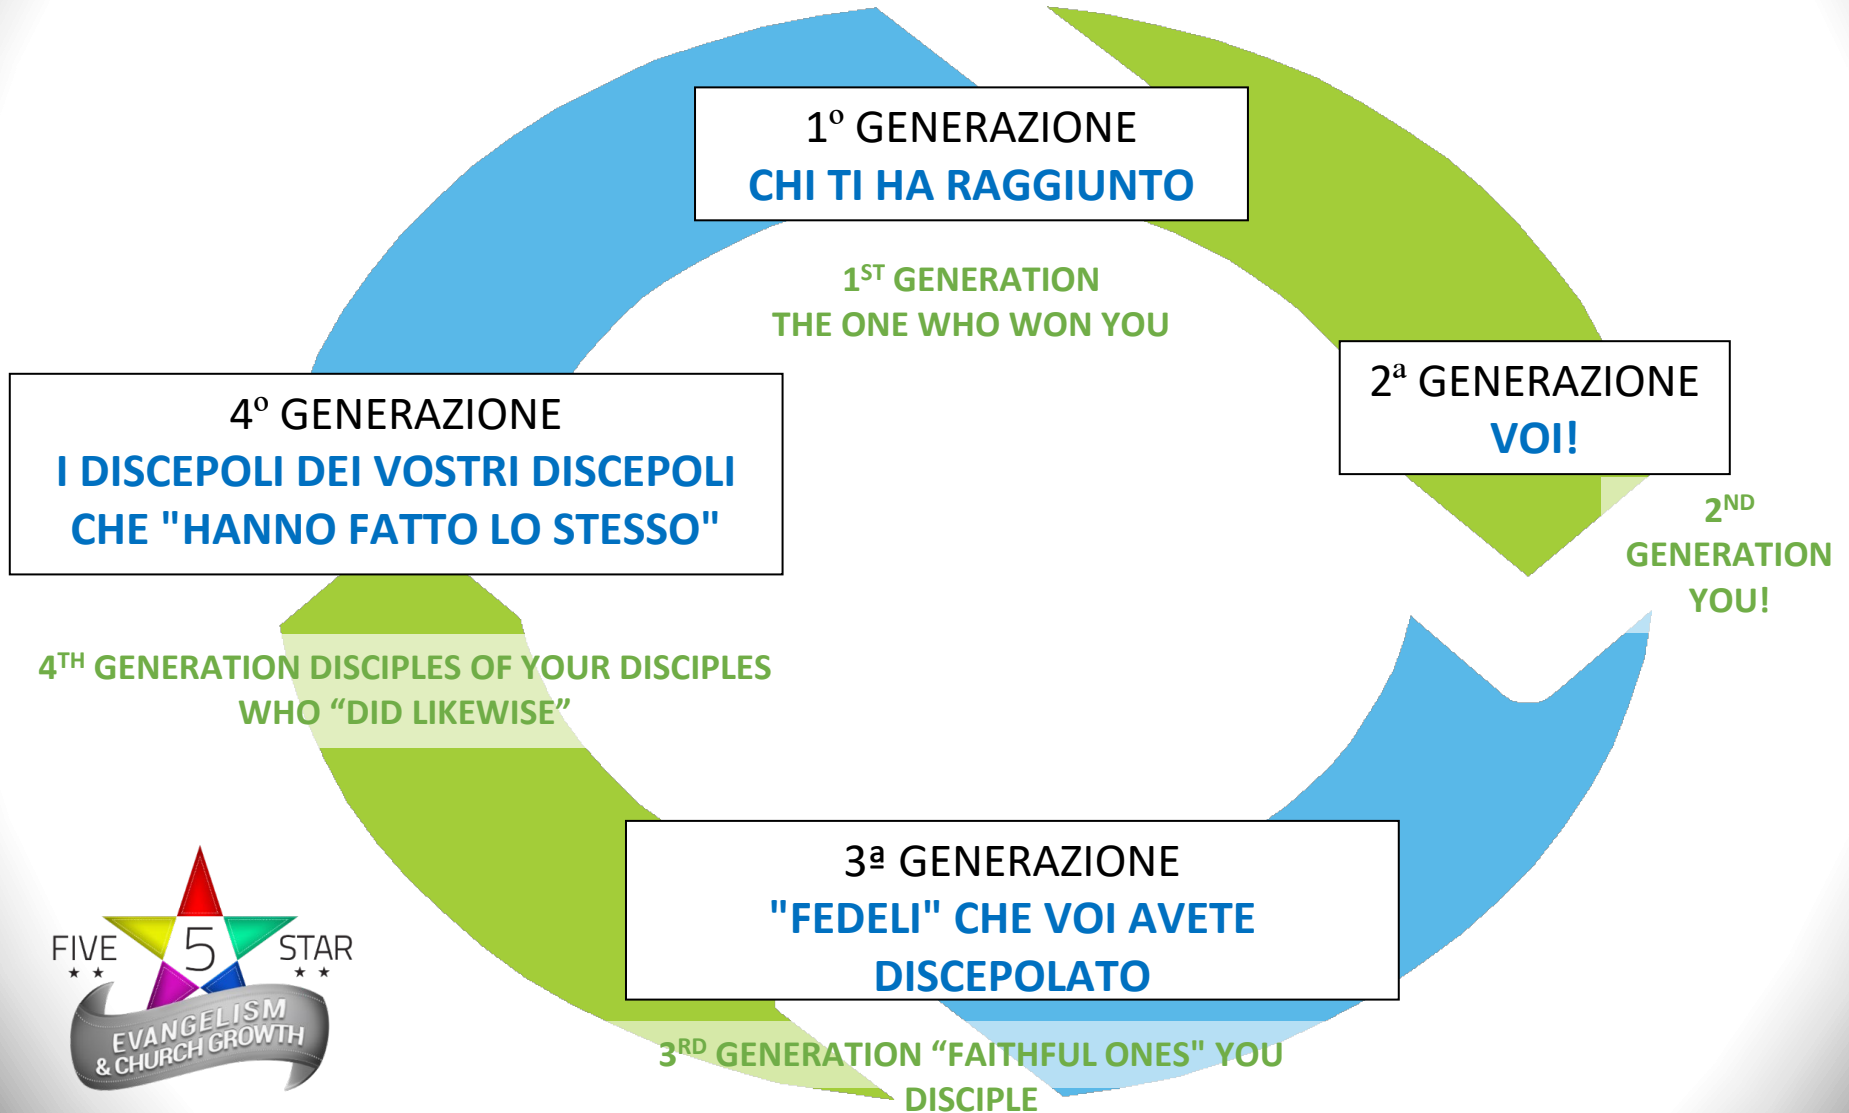 1º GENERAZIONE
CHI TI HA RAGGIUNTO
1ST GENERATION
THE ONE WHO WON YOU
2ª GENERAZIONE
VOI!
2ND
GENERATION
YOU!
4º GENERAZIONE
I DISCEPOLI DEI VOSTRI DISCEPOLI
CHE "HANNO FATTO LO STESSO"
4TH GENERATION DISCIPLES OF YOUR DISCIPLES
WHO “DID LIKEWISE”
3ª GENERAZIONE
"FEDELI" CHE VOI AVETE
DISCEPOLATO
3RD GENERATION “FAITHFUL ONES" YOU
DISCIPLE
FIVE 5 STAR
EVANGELISM
& CHURCH GROWTH